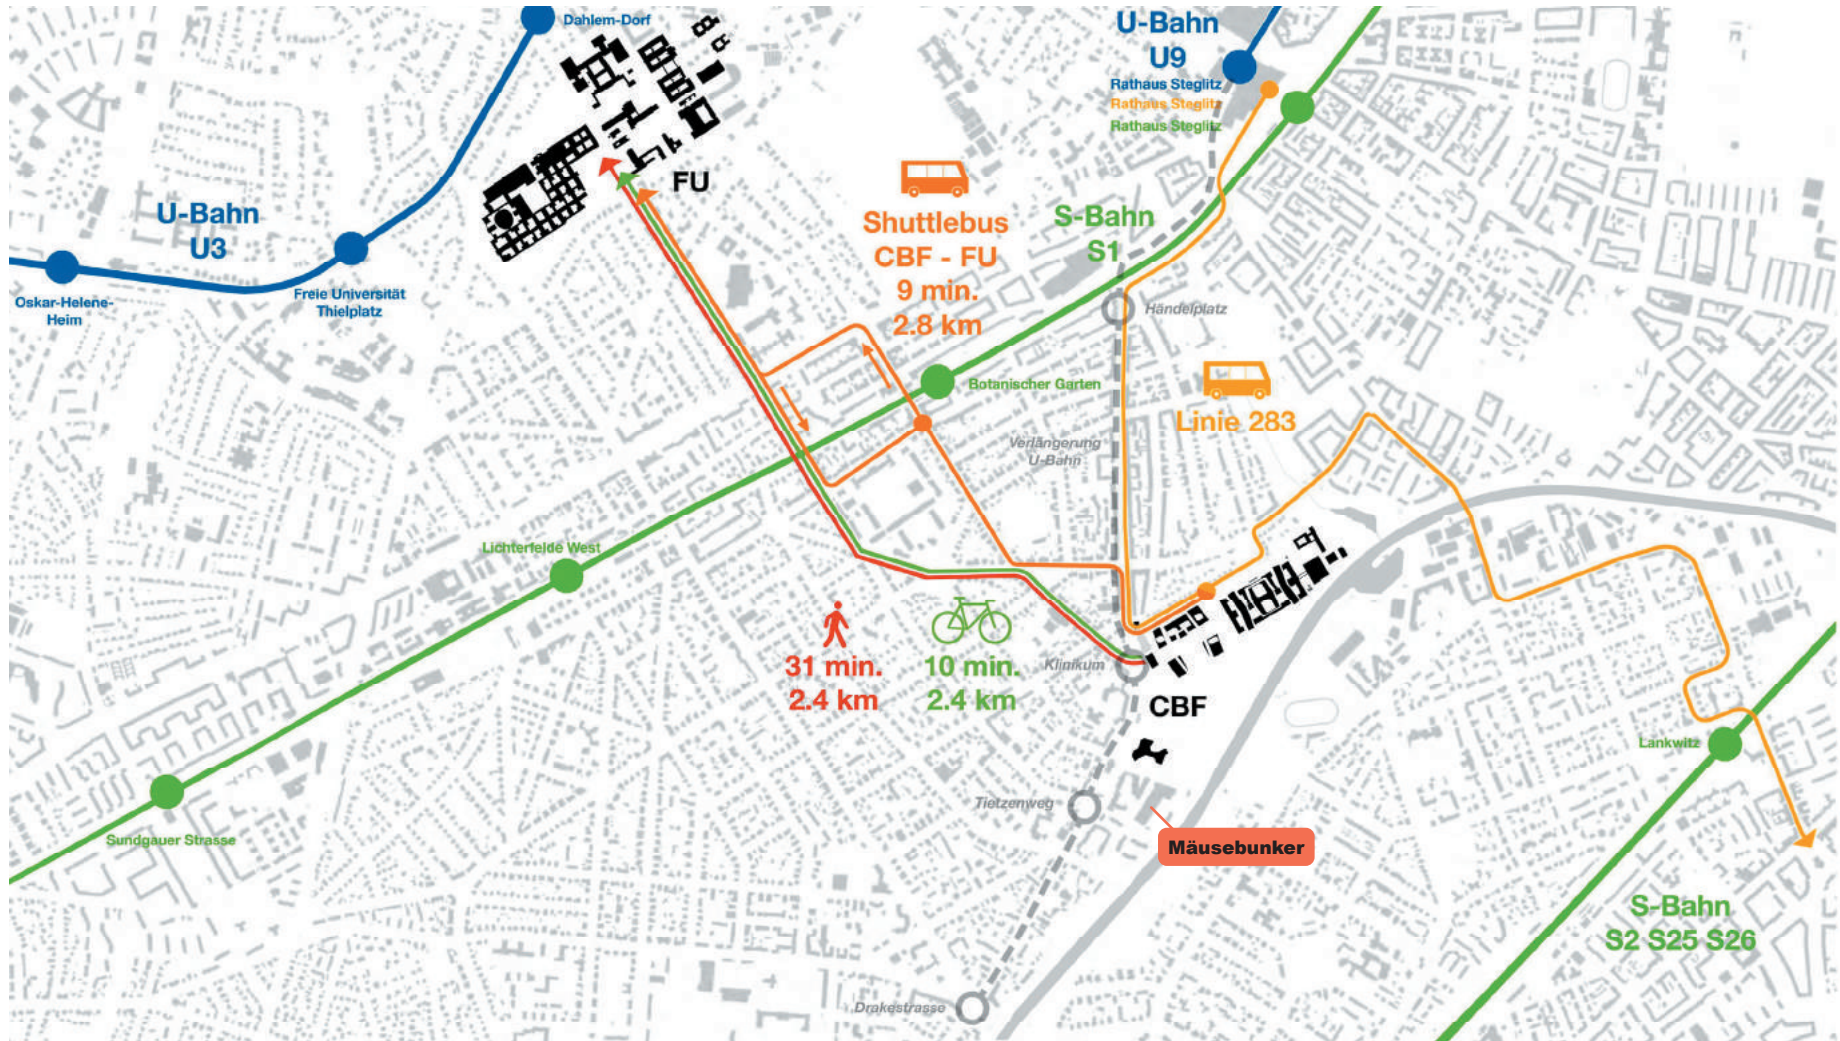 Dahlem-Dorf
U-Bahn
U9
Rathaus Steglitz
Rathaus Steglitz
Rathaus Steglitz
FU
U-Bahn
U3
Shuttlebus
CBF - FU
9 min.
2.8 km
S-Bahn
S1
Oskar-Helene-
Heim
Freie Universität
Thielplatz
Händelplatz
Botanischer Garten
Linie 283
Verlängerung
U-Bahn
Lichterfelde West
31 min.
2.4 km
10 min.
2.4 km
Klinikum
CBF
Lankwitz
Tietzenweg
Mäusebunker
Sundgauer Strasse
S-Bahn
S2 S25 S26
Drakestrasse